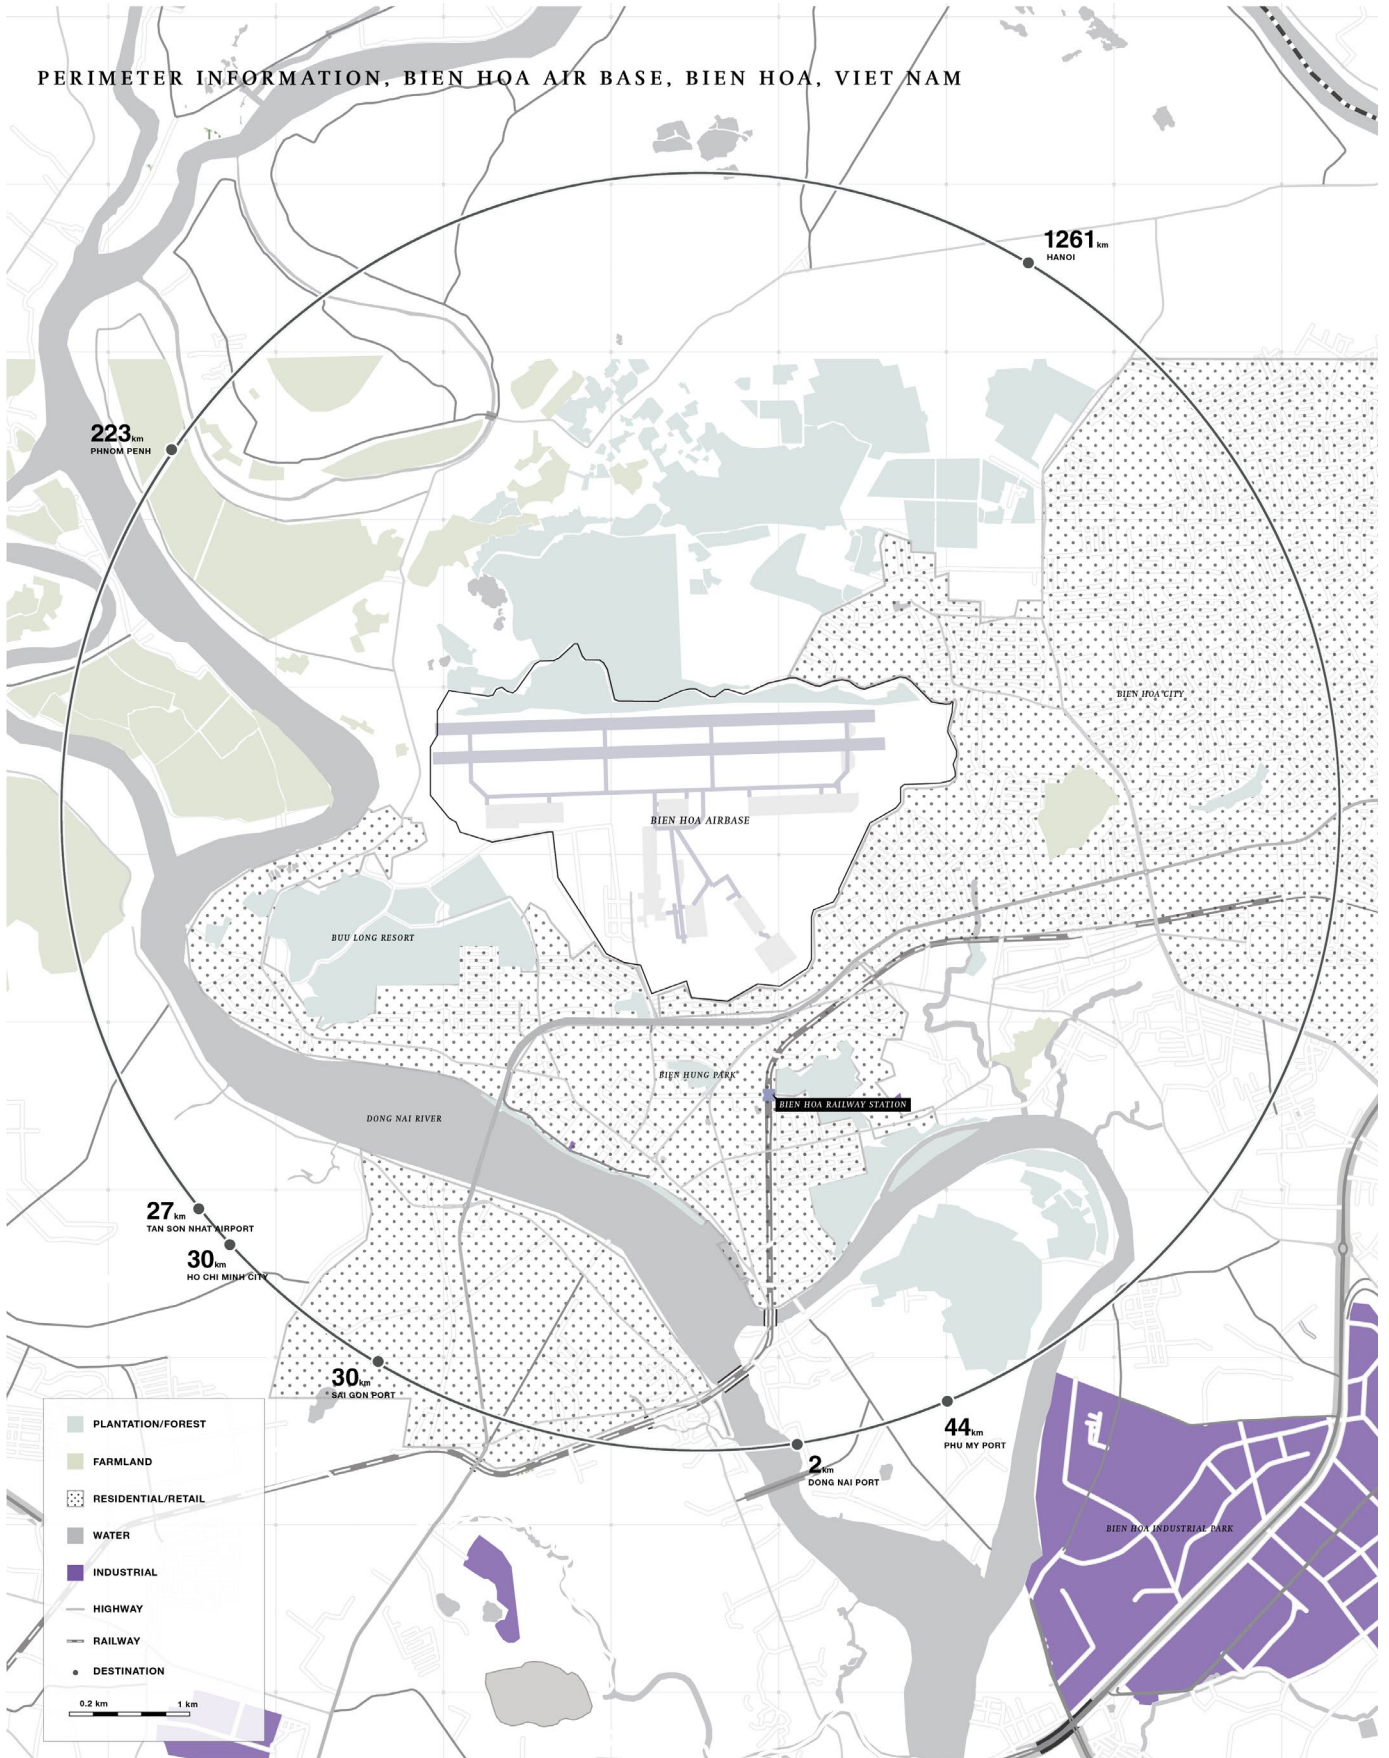 PERIMETER INFORMATION, BIEN HOA AIR BASE, BIEN HOA, VIET NAM
1261km
HANOI
223km
PHNOM PENH
BIEN HOA CITY
BIEN HOA AIRBASE
BUU LONG RESORT
BIEN HUNG PARK
BIEN HOA RAILWAY STATION
DONG NAI RIVER
27km
TAN SON NHAT AIRPORT
30km
HO CHI MINH CITY
30km
SAI GON PORT
44km
PHU MY PORT
2km
DONG NAI PORT
BIEN HOA INDUSTRIAL PARK
PLANTATION/FOREST
FARMLAND
RESIDENTIAL/RETAIL
WATER
INDUSTRIAL
HIGHWAY
RAILWAY
DESTINATION
0.2 km 1 km